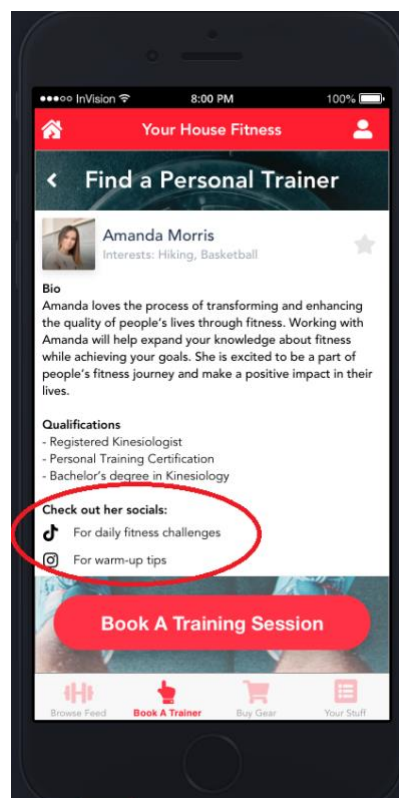 InVision 8:00 PM 100%
Your House Fitness
Find a Personal Trainer
Amanda Morris
Interests: Hiking, Basketball
Bio
Amanda loves the process of transforming and enhancing
the quality of people's lives through fitness. Working with
Amanda will help expand your knowledge about fitness
while achieving your goals. She is excited to be a part of
people's fitness journey and make a positive impact in their
lives.
Qualifications
- Registered Kinesiologist
- Personal Training Certification
- Bachelor's degree in Kinesiology
Check out her socials:
For daily fitness challenges
For warm-up tips
Book A Training Session
Browse Feed Book A Trainer Buy Gear Your Stuff